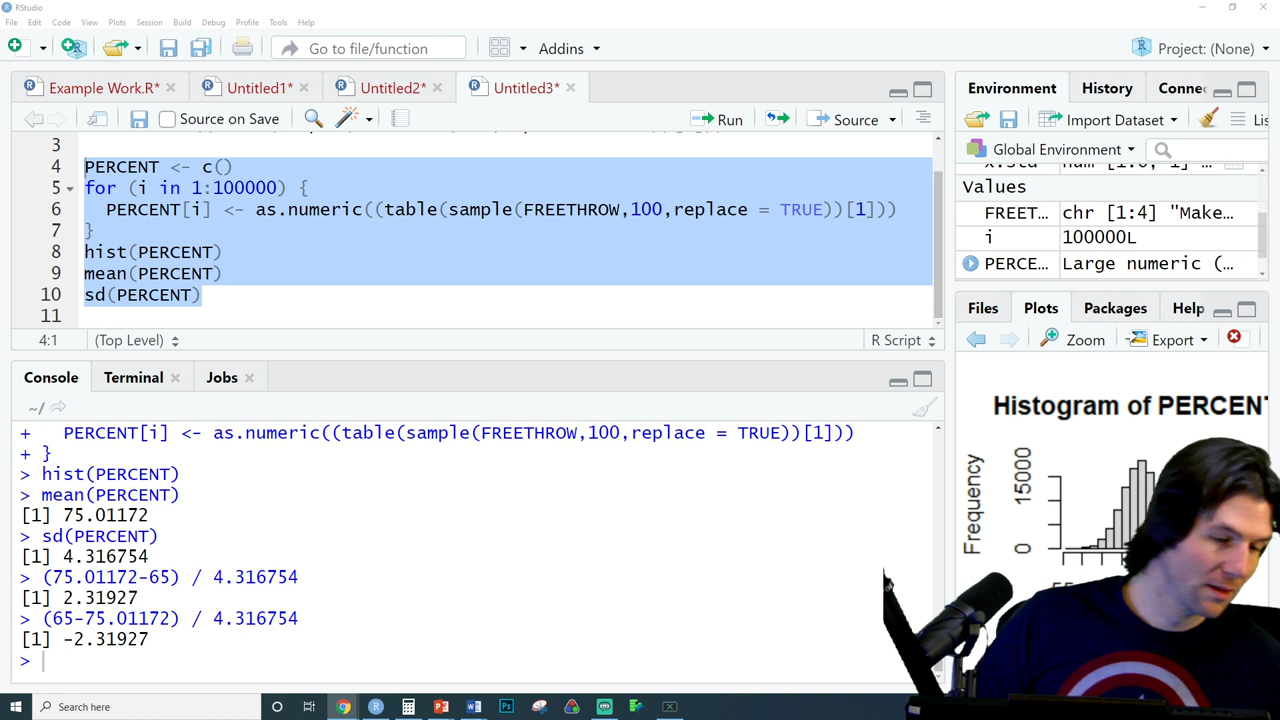 RStudio
File Edit Code View Plots Session Build Debug Profile Tools Help
Go to file/function
Addins
Project: (None)
Example Work.R*
Untitled1*
Untitled2*
Untitled3*
Source on Save
Run
Source
3
4 PERCENT <- c()
5 for (i in 1:100000) {
6 PERCENT[i] <- as.numeric((table(sample(FREETHROW,100,replace = TRUE))[1]))
7 }
8 hist(PERCENT)
9 mean(PERCENT)
10 sd(PERCENT)
11
4:1 (Top Level) R Script
Console Terminal Jobs
~/
+ PERCENT[i] <- as.numeric((table(sample(FREETHROW,100,replace = TRUE))[1]))
+ }
> hist(PERCENT)
> mean(PERCENT)
[1] 75.01172
> sd(PERCENT)
[1] 4.316754
> (75.01172-65) / 4.316754
[1] 2.31927
> (65-75.01172) / 4.316754
[1] -2.31927
>
Environment History Connec
Import Dataset Lis
Global Environment
Values
FREET... chr [1:4] "Make...
i 100000L
PERCE... Large numeric (...
Files Plots Packages Help
Zoom Export
Histogram of PERCENT
Frequency
15000
0
Search here